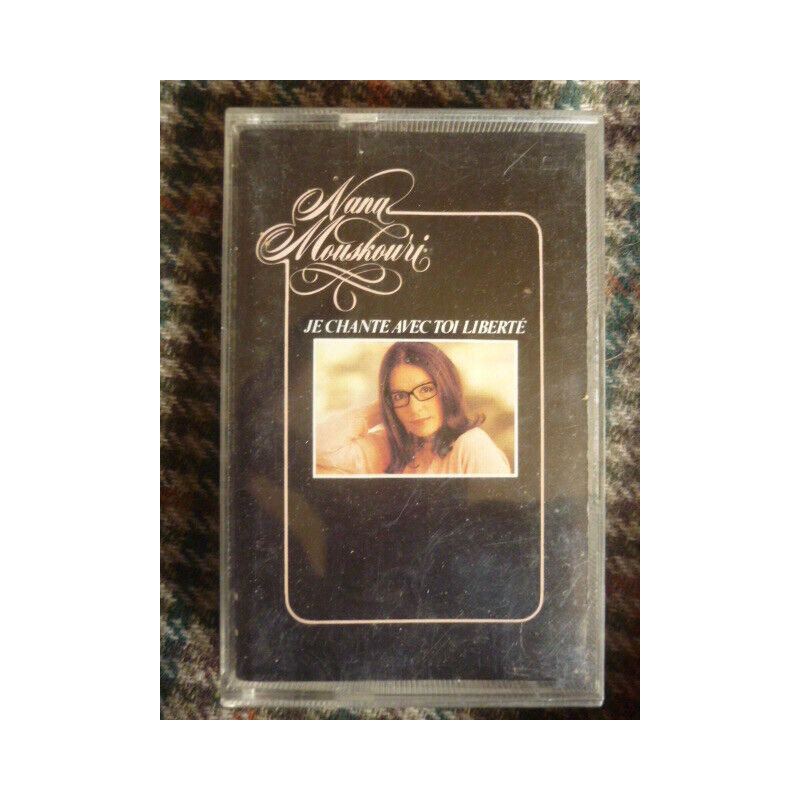 Nana
Mouskouri
JE CHANTE AVEC TOI LIBERTÉ